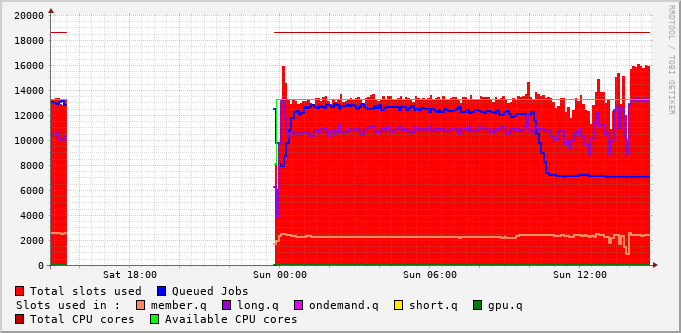 20000
18000
16000
14000
12000
10000
8000
6000
4000
2000
0
Sat 18:00 Sun 00:00 Sun 06:00 Sun 12:00
RRDTOOL / TOBI OETIKER
Total slots used Queued Jobs
Slots used in : member.q long.q ondemand.q short.q gpu.q
Total CPU cores Available CPU cores